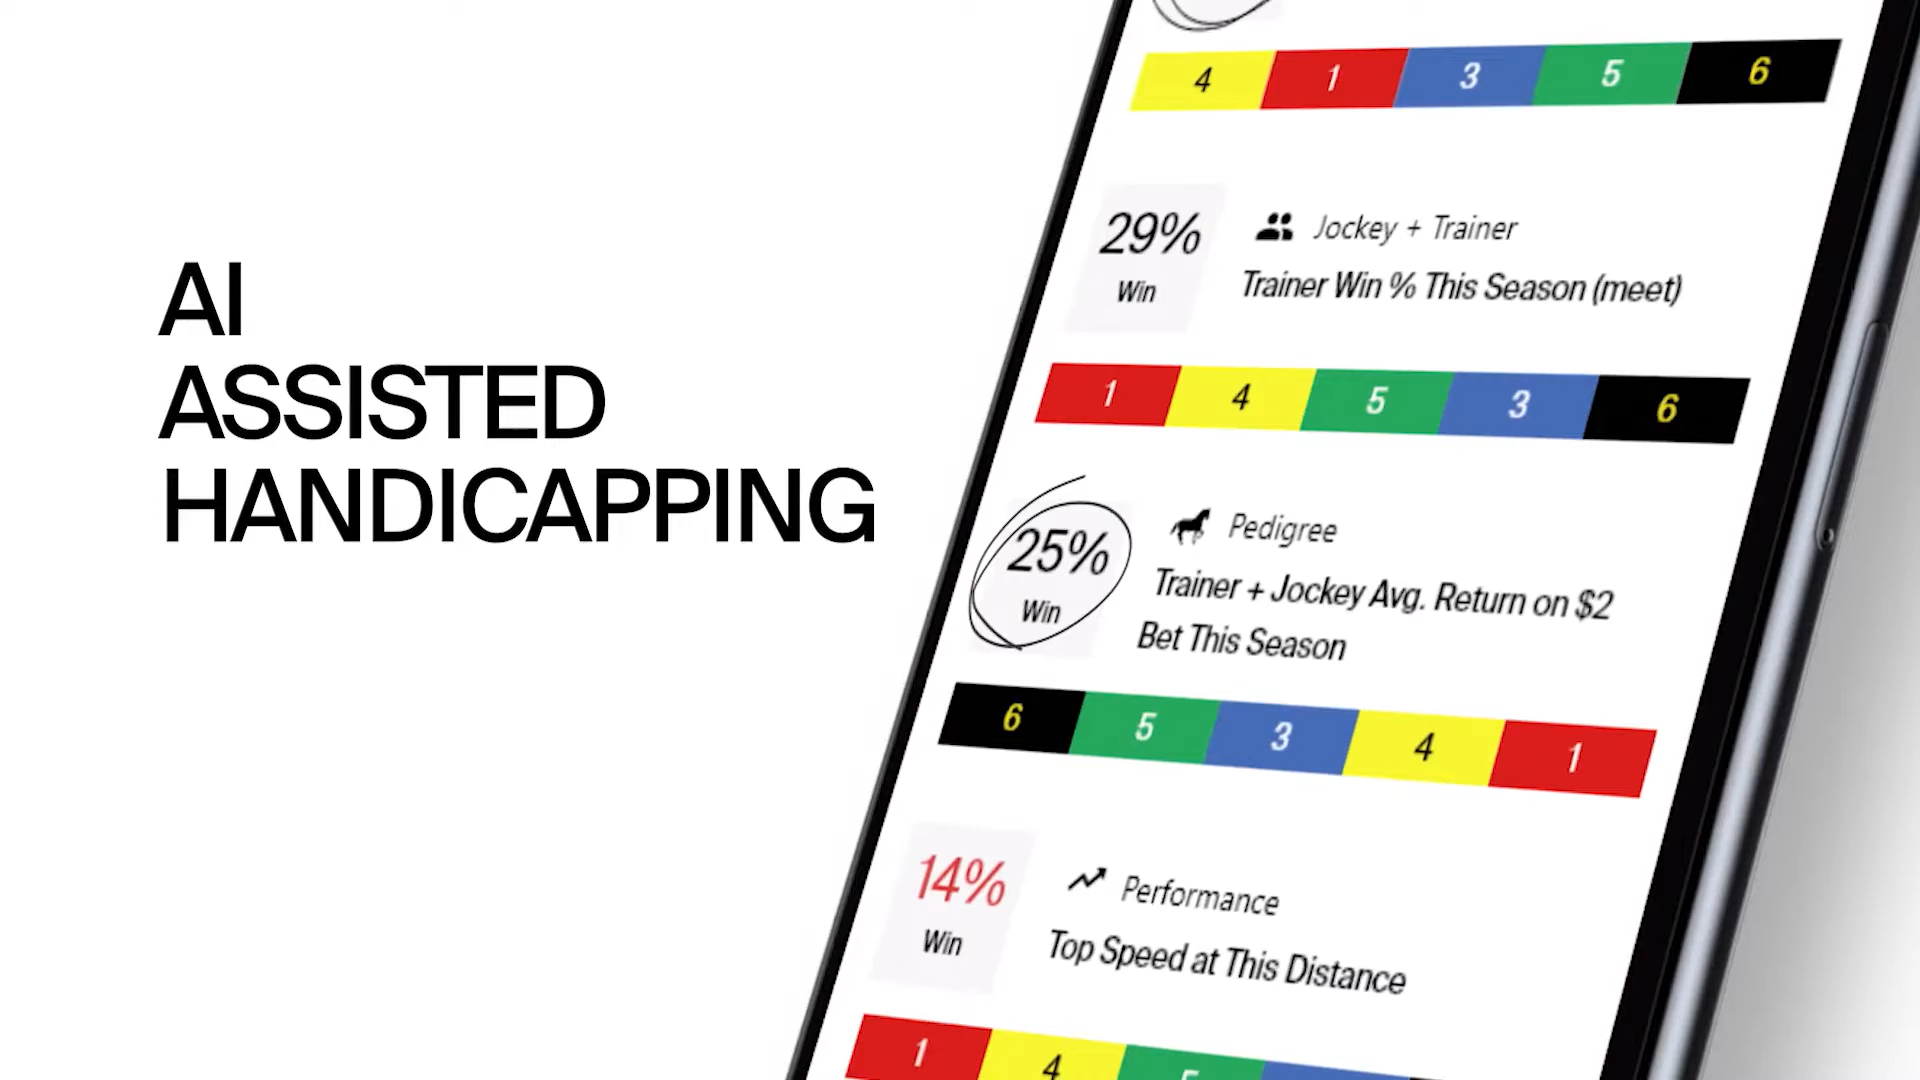 AI
ASSISTED
HANDICAPPING
4 1 3 5 6
29%
Win
Jockey + Trainer
Trainer Win % This Season (meet)
1 4 5 3 6
25%
Win
Pedigree
Trainer + Jockey Avg. Return on $2
Bet This Season
6 5 3 4 1
14%
Win
Performance
Top Speed at This Distance
1 4 5